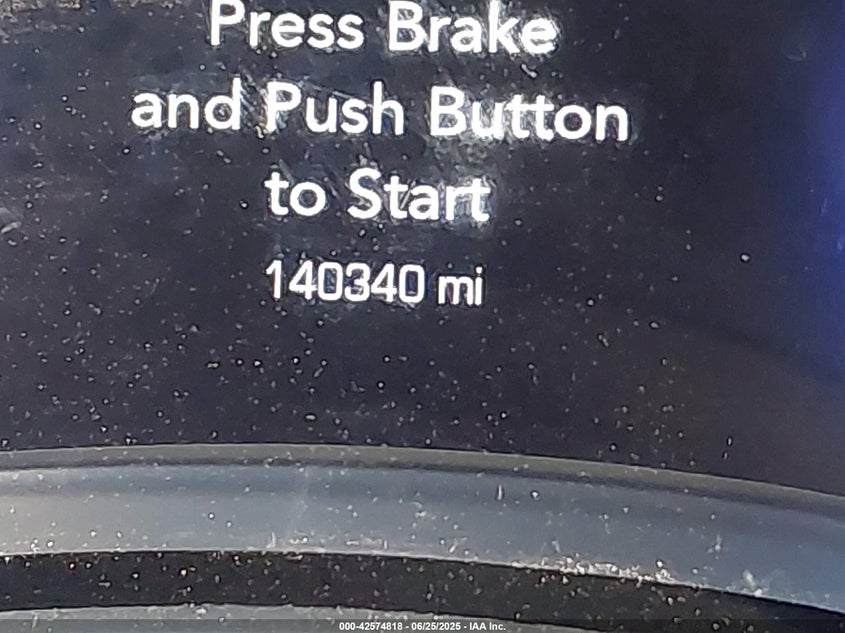 Press Brake
and Push Button
to Start
140340 mi
000-42574818 - 06/25/2025 - IAA Inc.